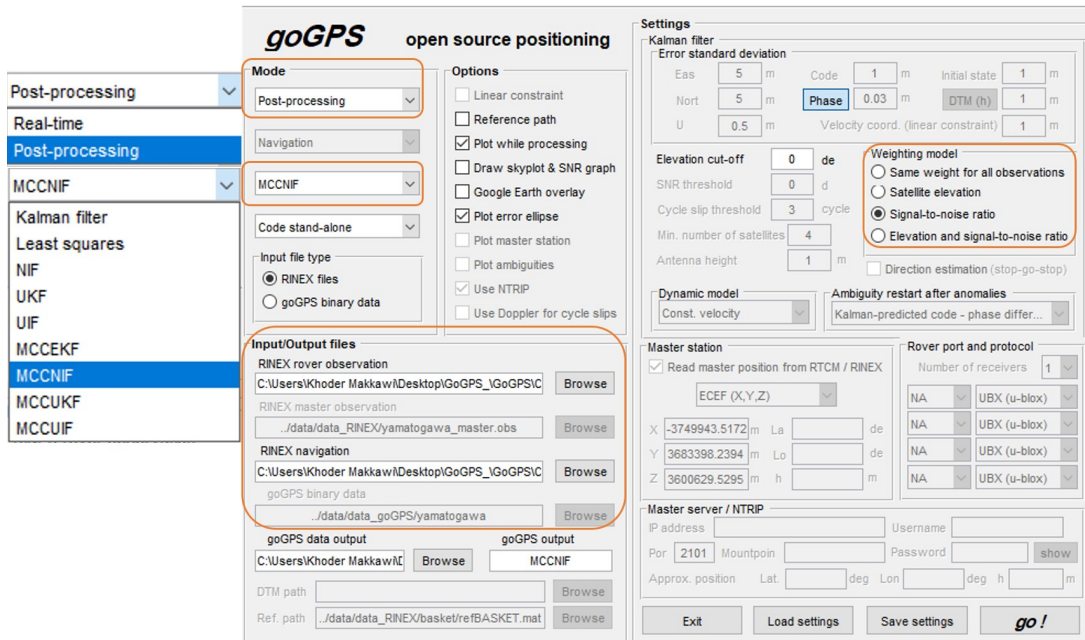 Post-processing
Real-time
Post-processing
MCCNIF
Kalman filter
Least squares
NIF
UKF
UIF
MCCEKF
MCCNIF
MCCUKF
MCCUIF
goGPS open source positioning
Mode
Post-processing
Navigation
MCCNIF
Code stand-alone
Input file type
RINEX files
goGPS binary data
Options
Linear constraint
Reference path
Plot while processing
Draw skyplot & SNR graph
Google Earth overlay
Plot error ellipse
Plot master station
Plot ambiguities
Use NTRIP
Use Doppler for cycle slips
Input/Output files
RINEX rover observation
C:\Users\Khoder Makkawi\Desktop\GoGPS_\GoGPS\C Browse
RINEX master observation
../data/data_RINEX/yamatogawa_master.obs Browse
RINEX navigation
C:\Users\Khoder Makkawi\Desktop\GoGPS_\GoGPS\C Browse
goGPS binary data
../data/data_goGPS/yamatogawa Browse
goGPS data output goGPS output
C:\Users\Khoder Makkawi\D Browse MCCNIF
DTM path Browse
Ref. path ../data/data_RINEX/basket/refBASKET.mat Browse
Settings
Kalman filter
Error standard deviation
Eas 5 m Code 1 m Initial state 1 m
Nort 5 m Phase 0.03 m DTM (h) 1 m
U 0.5 m Velocity coord. (linear constraint) 1 m
Elevation cut-off 0 de
SNR threshold 0 d
Cycle slip threshold 3 cycle
Min. number of satellites 4
Antenna height 1 m
Weighting model
Same weight for all observations
Satellite elevation
Signal-to-noise ratio
Elevation and signal-to-noise ratio
Direction estimation (stop-go-stop)
Dynamic model
Const. velocity
Ambiguity restart after anomalies
Kalman-predicted code - phase differ...
Master station
Read master position from RTCM / RINEX
ECEF (X,Y,Z)
X -3749943.5172 m La de
Y 3683398.2394 m Lo de
Z 3600629.5295 m h m
Rover port and protocol
Number of receivers 1
NA UBX (u-blox)
NA UBX (u-blox)
NA UBX (u-blox)
NA UBX (u-blox)
Master server / NTRIP
IP address Username
Por 2101 Mountpoin Password show
Approx. position Lat. deg Lon deg h m
Exit Load settings Save settings go !